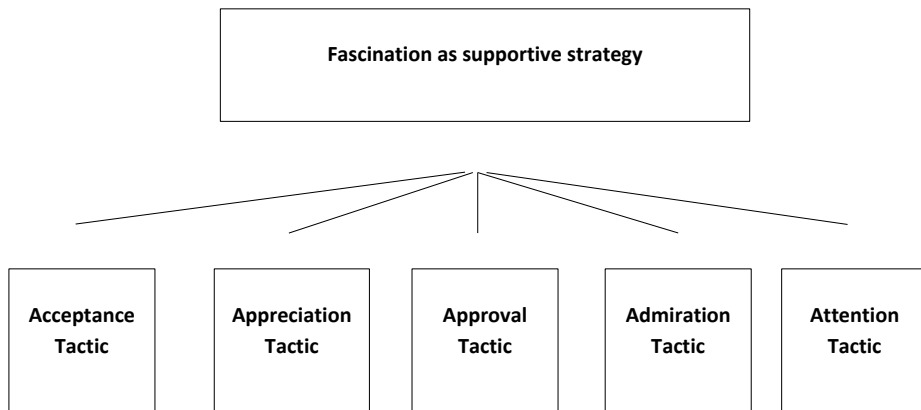 Fascination as supportive strategy
Acceptance
Tactic
Appreciation
Tactic
Approval
Tactic
Admiration
Tactic
Attention
Tactic